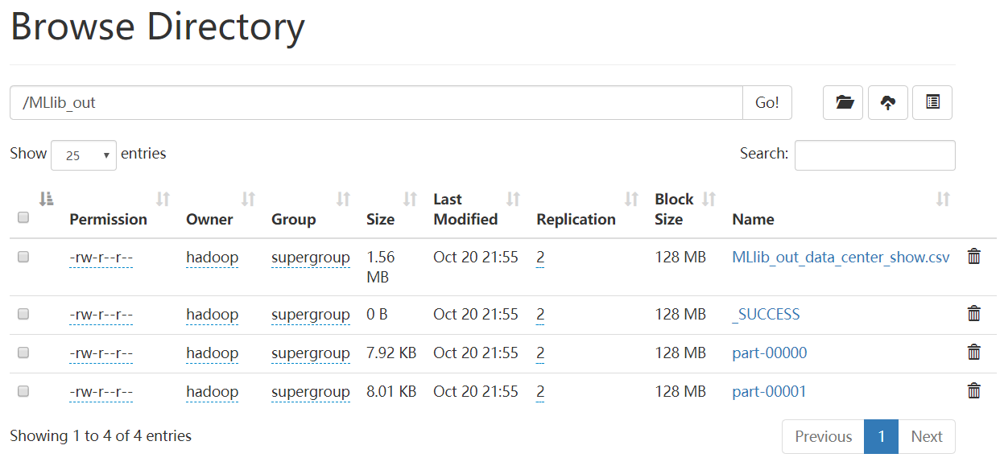 Browse Directory
/MLlib_out Go!
Show 25 entries Search:
Permission Owner Group Size Last Modified Replication Block Size Name
-rw-r--r-- hadoop supergroup 1.56 MB Oct 20 21:55 2 128 MB MLlib_out_data_center_show.csv
-rw-r--r-- hadoop supergroup 0 B Oct 20 21:55 2 128 MB _SUCCESS
-rw-r--r-- hadoop supergroup 7.92 KB Oct 20 21:55 2 128 MB part-00000
-rw-r--r-- hadoop supergroup 8.01 KB Oct 20 21:55 2 128 MB part-00001
Showing 1 to 4 of 4 entries Previous 1 Next